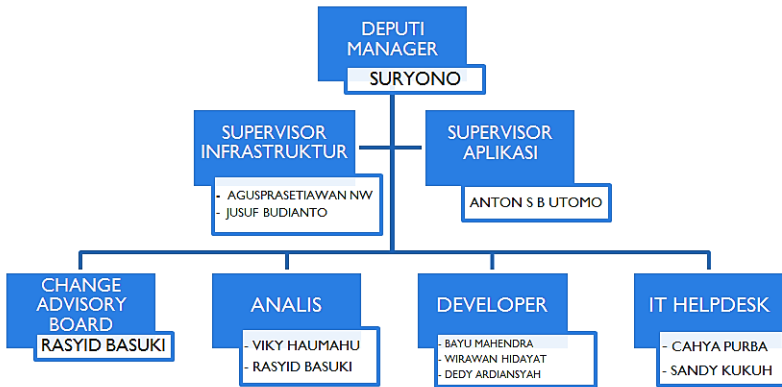 DEPUTI
MANAGER
SURYONO
SUPERVISOR
INFRASTRUKTUR
- AGUSPRASETIAWAN NW
- JUSUF BUDIANTO
SUPERVISOR
APLIKASI
ANTON S B UTOMO
CHANGE
ADVISORY
BOARD
RASYID BASUKI
ANALIS
- VIKY HAUMAHU
- RASYID BASUKI
DEVELOPER
- BAYU MAHENDRA
- WIRAWAN HIDAYAT
- DEDY ARDIANSYAH
IT HELPDESK
- CAHYA PURBA
- SANDY KUKUH